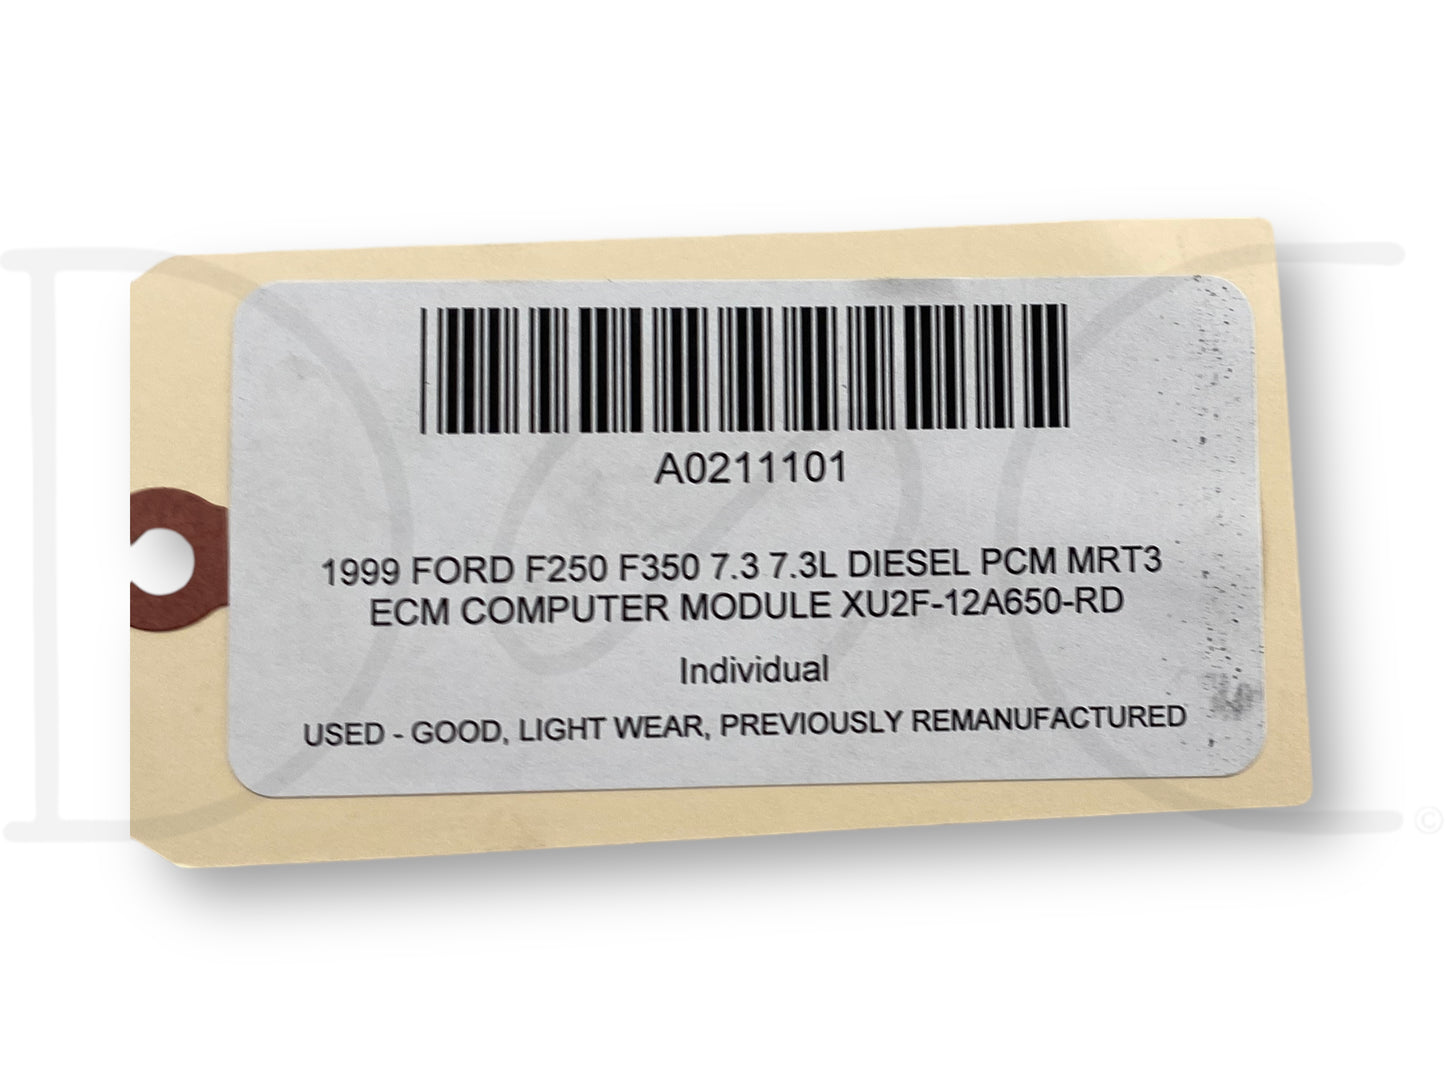 A0211101
1999 FORD F250 F350 7.3 7.3L DIESEL PCM MRT3
ECM COMPUTER MODULE XU2F-12A650-RD
Individual
USED - GOOD, LIGHT WEAR, PREVIOUSLY REMANUFACTURED
©